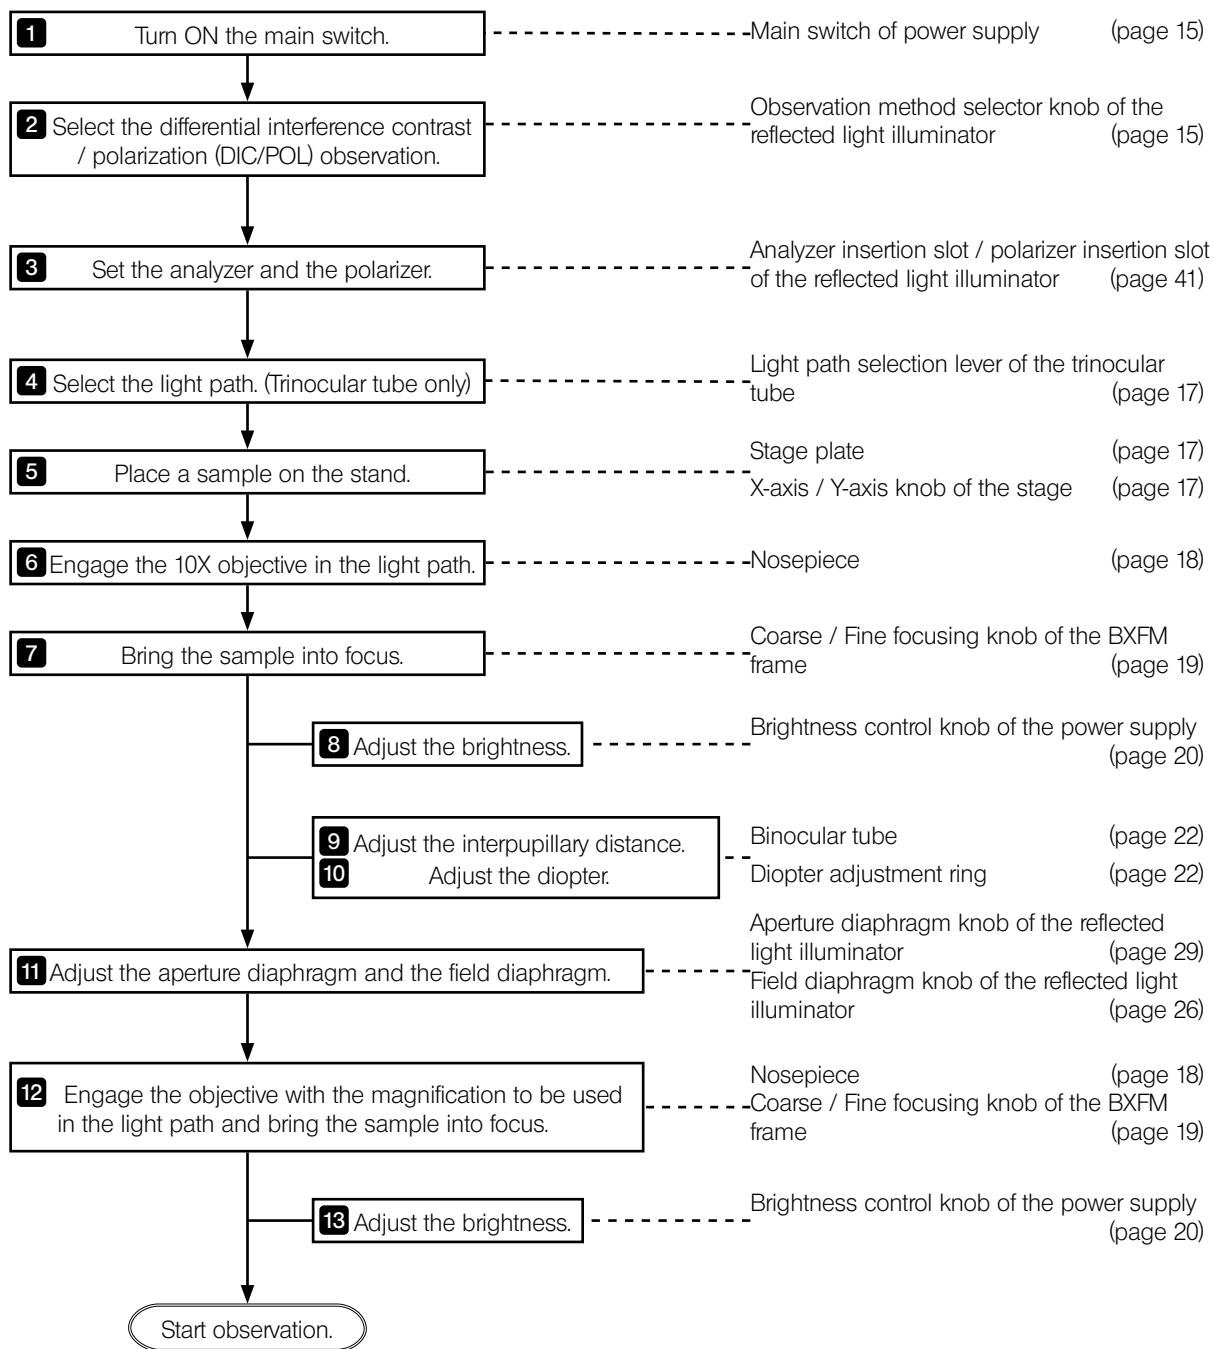 1 Turn ON the main switch.
Main switch of power supply (page 15)
2 Select the differential interference contrast
/ polarization (DIC/POL) observation.
Observation method selector knob of the
reflected light illuminator (page 15)
3 Set the analyzer and the polarizer.
Analyzer insertion slot / polarizer insertion slot
of the reflected light illuminator (page 41)
4 Select the light path. (Trinocular tube only)
Light path selection lever of the trinocular
tube (page 17)
5 Place a sample on the stand.
Stage plate (page 17)
X-axis / Y-axis knob of the stage (page 17)
6 Engage the 10X objective in the light path.
Nosepiece (page 18)
7 Bring the sample into focus.
Coarse / Fine focusing knob of the BXFM
frame (page 19)
8 Adjust the brightness.
Brightness control knob of the power supply
(page 20)
9 Adjust the interpupillary distance.
10 Adjust the diopter.
Binocular tube (page 22)
Diopter adjustment ring (page 22)
11 Adjust the aperture diaphragm and the field diaphragm.
Aperture diaphragm knob of the reflected
light illuminator (page 29)
Field diaphragm knob of the reflected light
illuminator (page 26)
12 Engage the objective with the magnification to be used
in the light path and bring the sample into focus.
Nosepiece (page 18)
Coarse / Fine focusing knob of the BXFM
frame (page 19)
13 Adjust the brightness.
Brightness control knob of the power supply
(page 20)
Start observation.